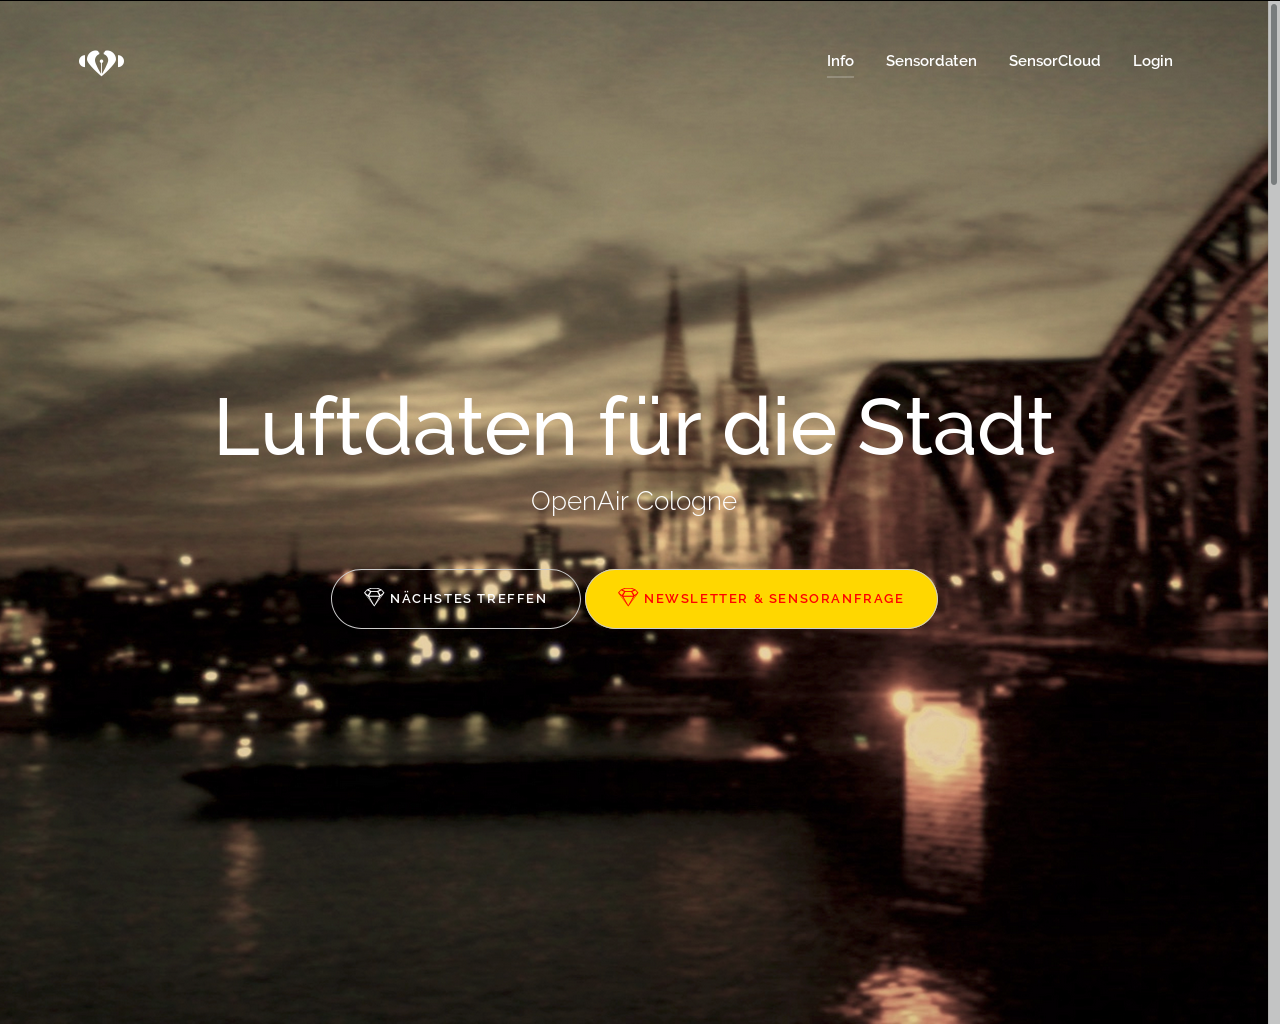 Info Sensordaten SensorCloud Login
Luftdaten für die Stadt
OpenAir Cologne
NÄCHSTES TREFFEN NEWSLETTER & SENSORANFRAGE